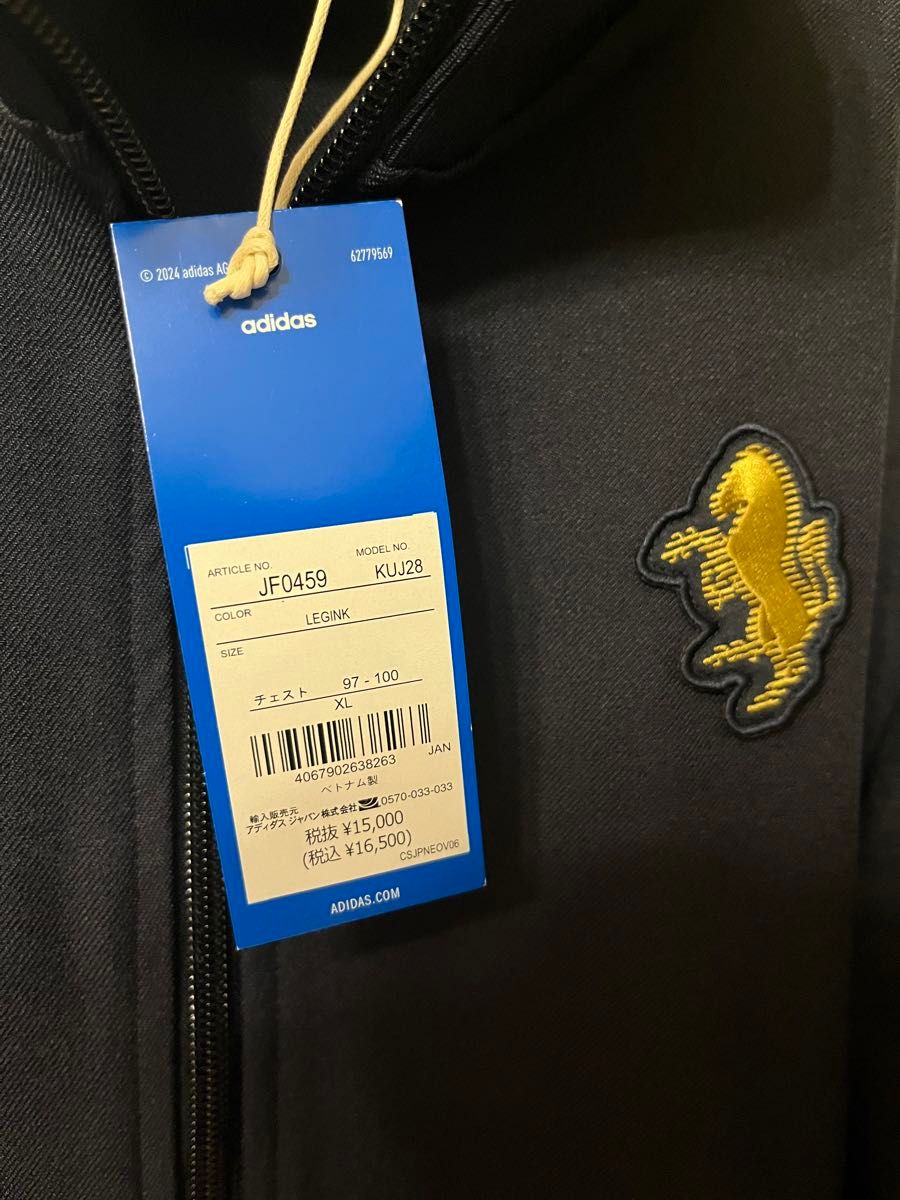 © 2024 adidas AG
62779569
adidas
ARTICLE NO.
MODEL NO.
JF0459
KUJ28
COLOR
LEGINK
SIZE
チェスト 97 - 100
XL
4067902638263
JAN
ベトナム製
輸入販売元
アディダス ジャパン株式会社 0570-033-033
税抜 ¥15,000
(税込 ¥16,500)
CSJPNEOV06
ADIDAS.COM